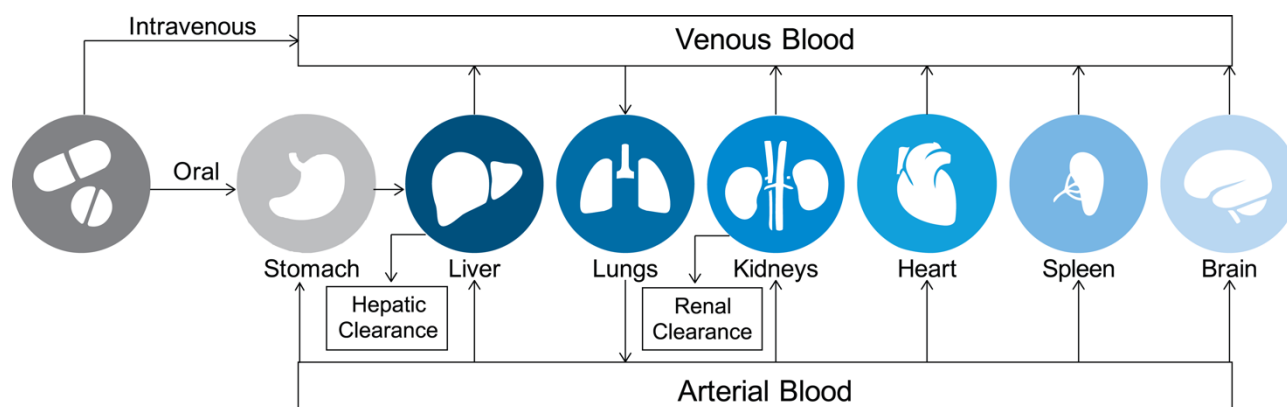 Intravenous
Venous Blood
Oral
Stomach
Liver
Lungs
Kidneys
Heart
Spleen
Brain
Hepatic
Clearance
Renal
Clearance
Arterial Blood